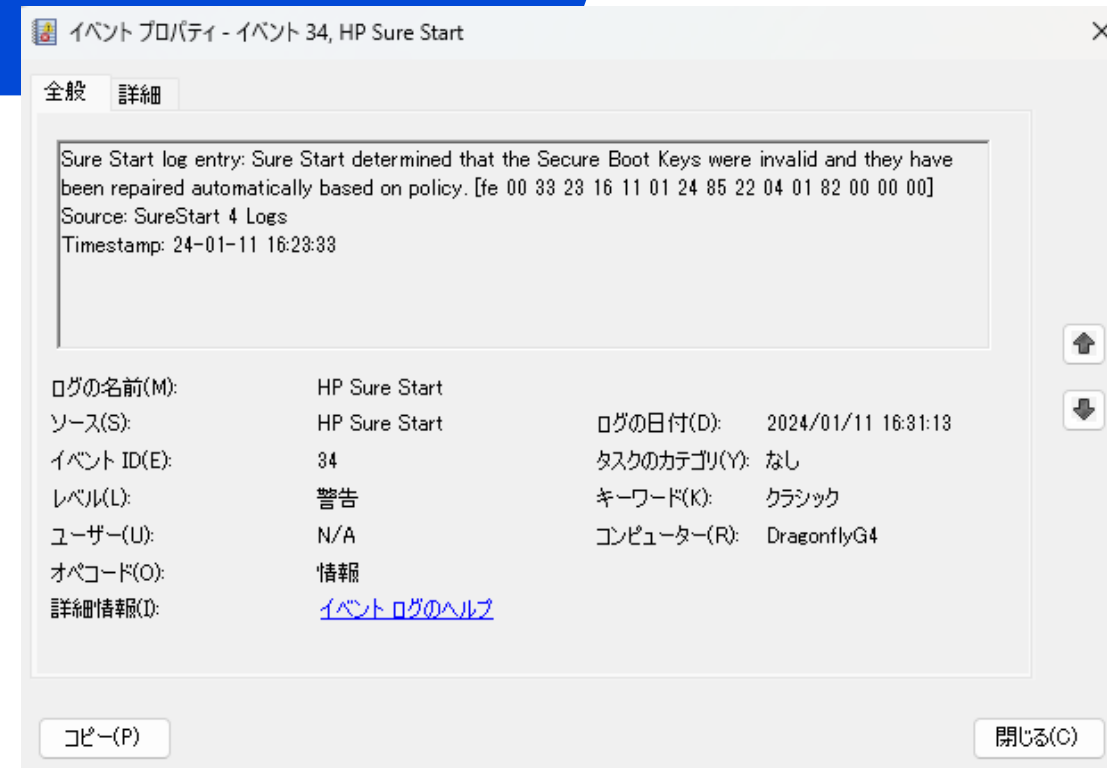 イベント プロパティ - イベント 34, HP Sure Start
全般 詳細
Sure Start log entry: Sure Start determined that the Secure Boot Keys were invalid and they have
been repaired automatically based on policy. [fe 00 33 23 16 11 01 24 85 22 04 01 82 00 00 00]
Source: SureStart 4 Logs
Timestamp: 24-01-11 16:23:33
ログの名前(M): HP Sure Start
ソース(S): HP Sure Start ログの日付(D): 2024/01/11 16:31:13
イベント ID(E): 34 タスクのカテゴリ(Y): なし
レベル(L): 警告 キーワード(K): クラシック
ユーザー(U): N/A コンピューター(R): DragonflyG4
オペコード(O): 情報
詳細情報(I): イベント ログのヘルプ
コピー(P) 閉じる(C)